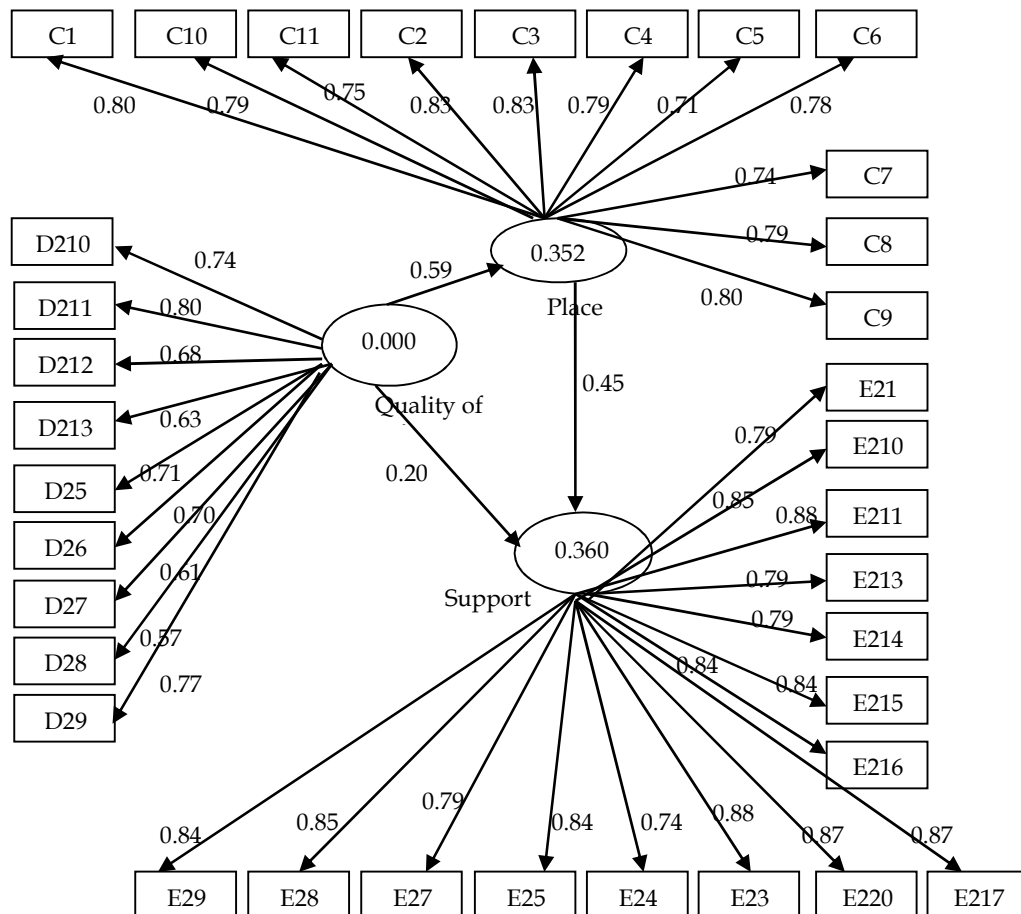 C1 C10 C11 C2 C3 C4 C5 C6
0.80 0.79 0.75 0.83 0.83 0.79 0.71 0.78
0.74 C7
D210 0.79 C8
0.74 0.59 0.352
D211 0.80 Place 0.80 C9
0.000
D212 0.68 0.45 E21
D213 0.63 Quality of 0.79 E210
D25 0.71 0.20 0.85
0.70 0.88 E211
D26 0.360
0.61 0.79 E213
D27 Support 0.79 E214
D28 0.57 0.84 0.84 E215
0.77
D29 E216
0.84 0.85 0.79 0.84 0.74 0.88 0.87 0.87
E29 E28 E27 E25 E24 E23 E220 E217